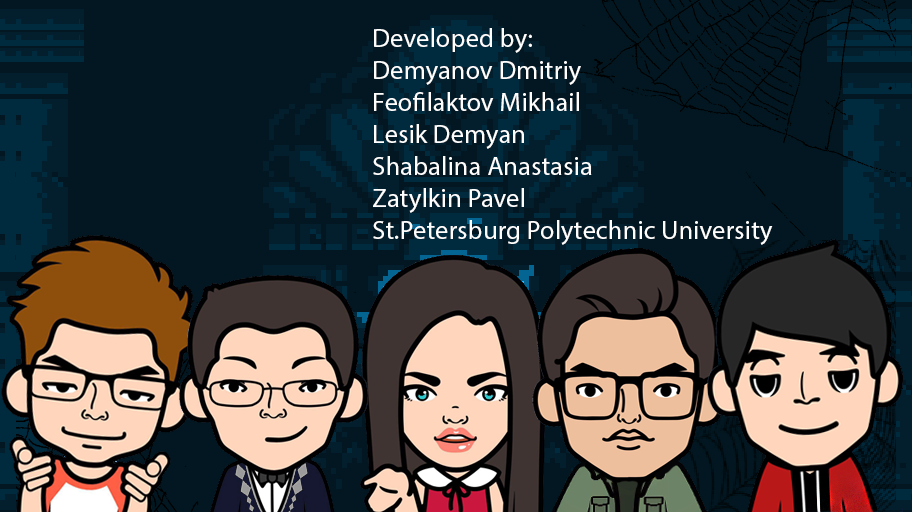 Developed by:
Demyanov Dmitriy
Feofilaktov Mikhail
Lesik Demyan
Shabalina Anastasia
Zatylkin Pavel
St.Petersburg Polytechnic University